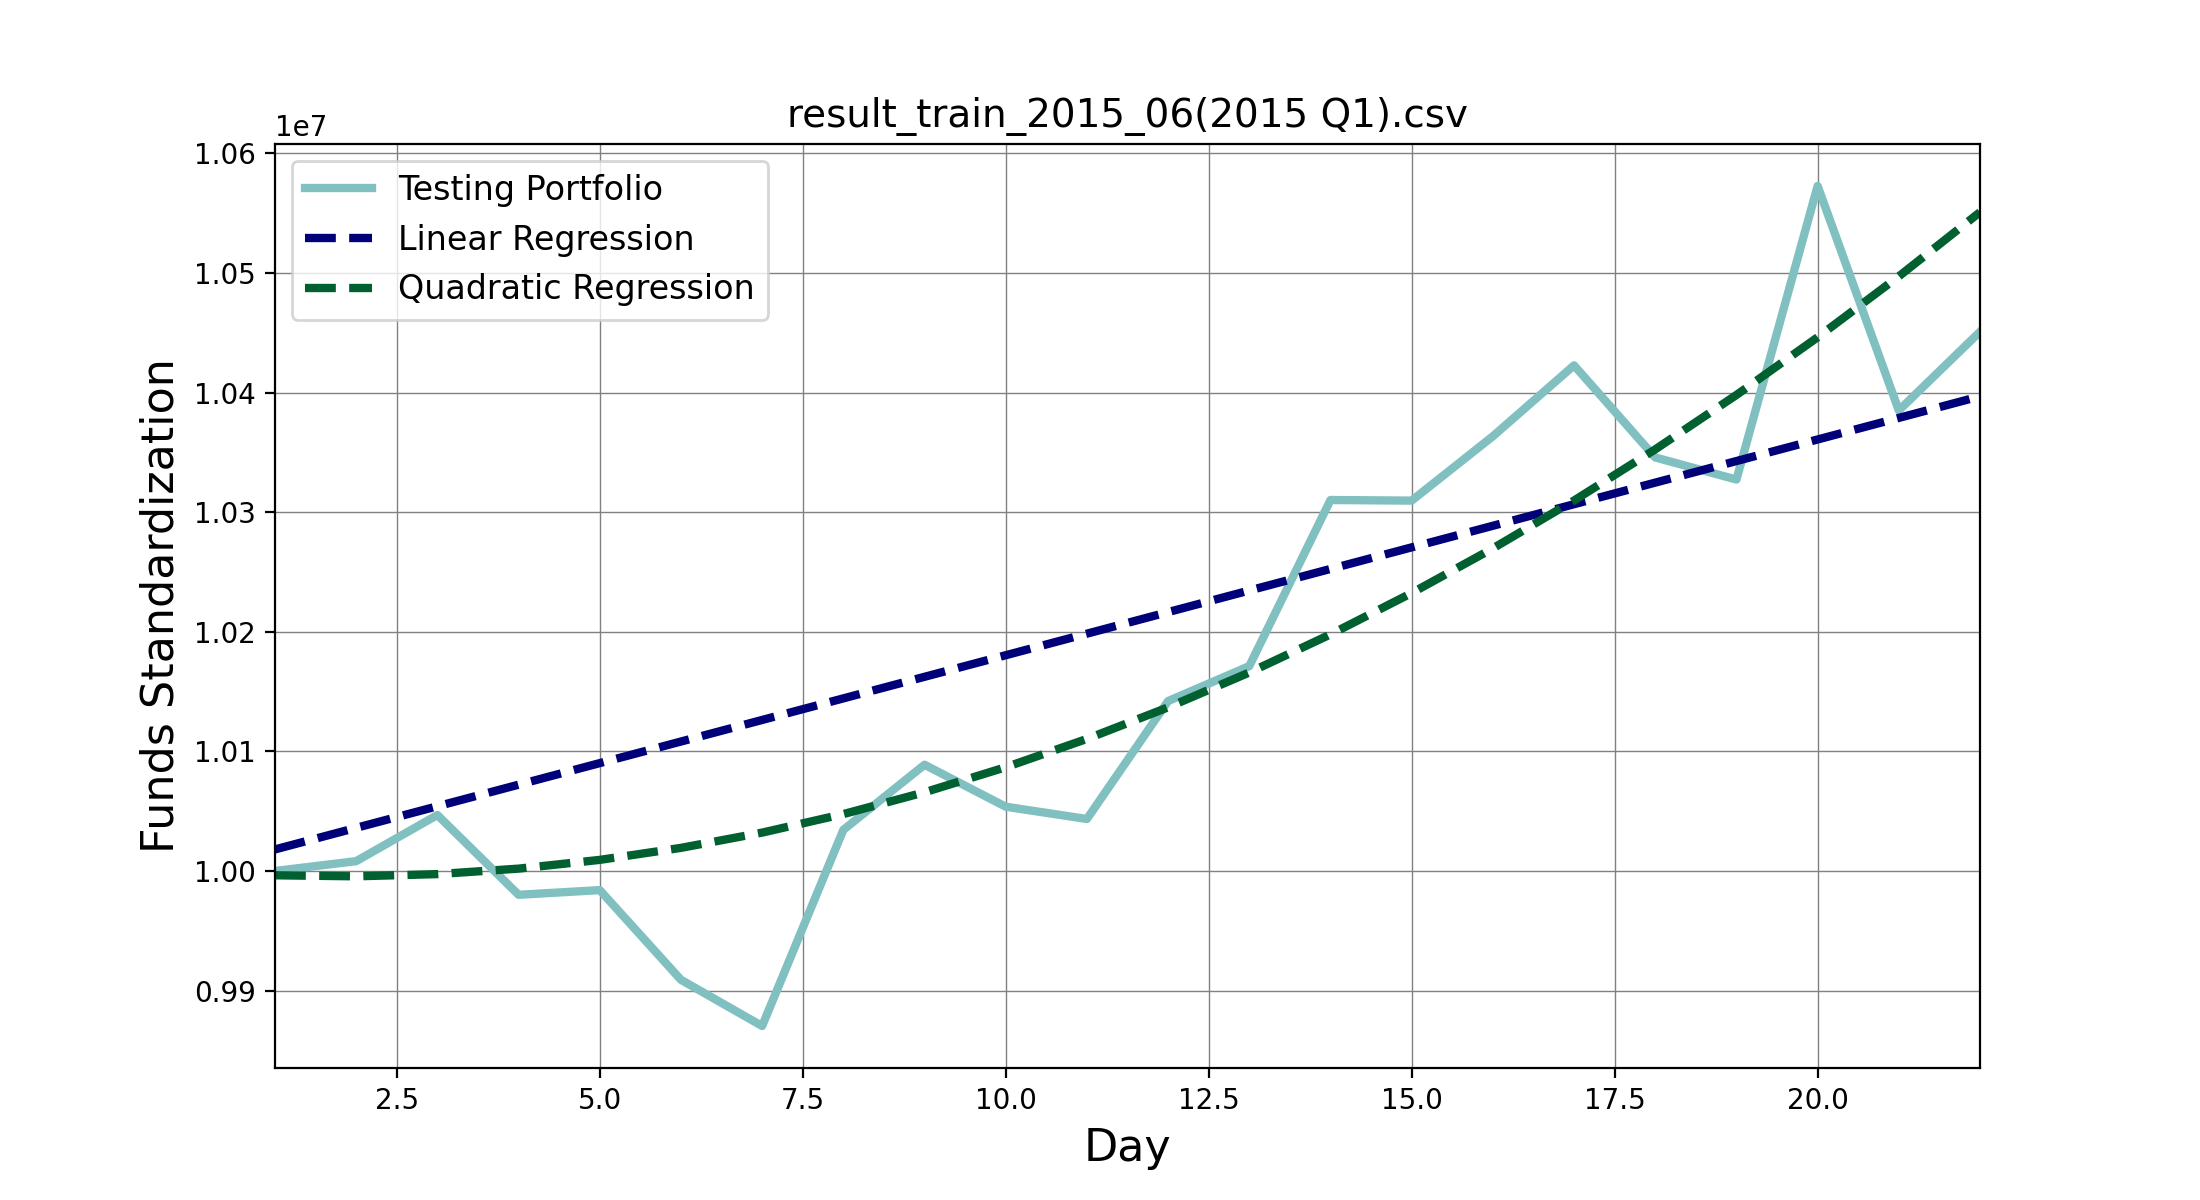 result_train_2015_06(2015 Q1).csv
1e7
1.06
1.05
1.04
1.03
1.02
1.01
1.00
0.99
Funds Standardization
Testing Portfolio
Linear Regression
Quadratic Regression
2.5 5.0 7.5 10.0 12.5 15.0 17.5 20.0
Day